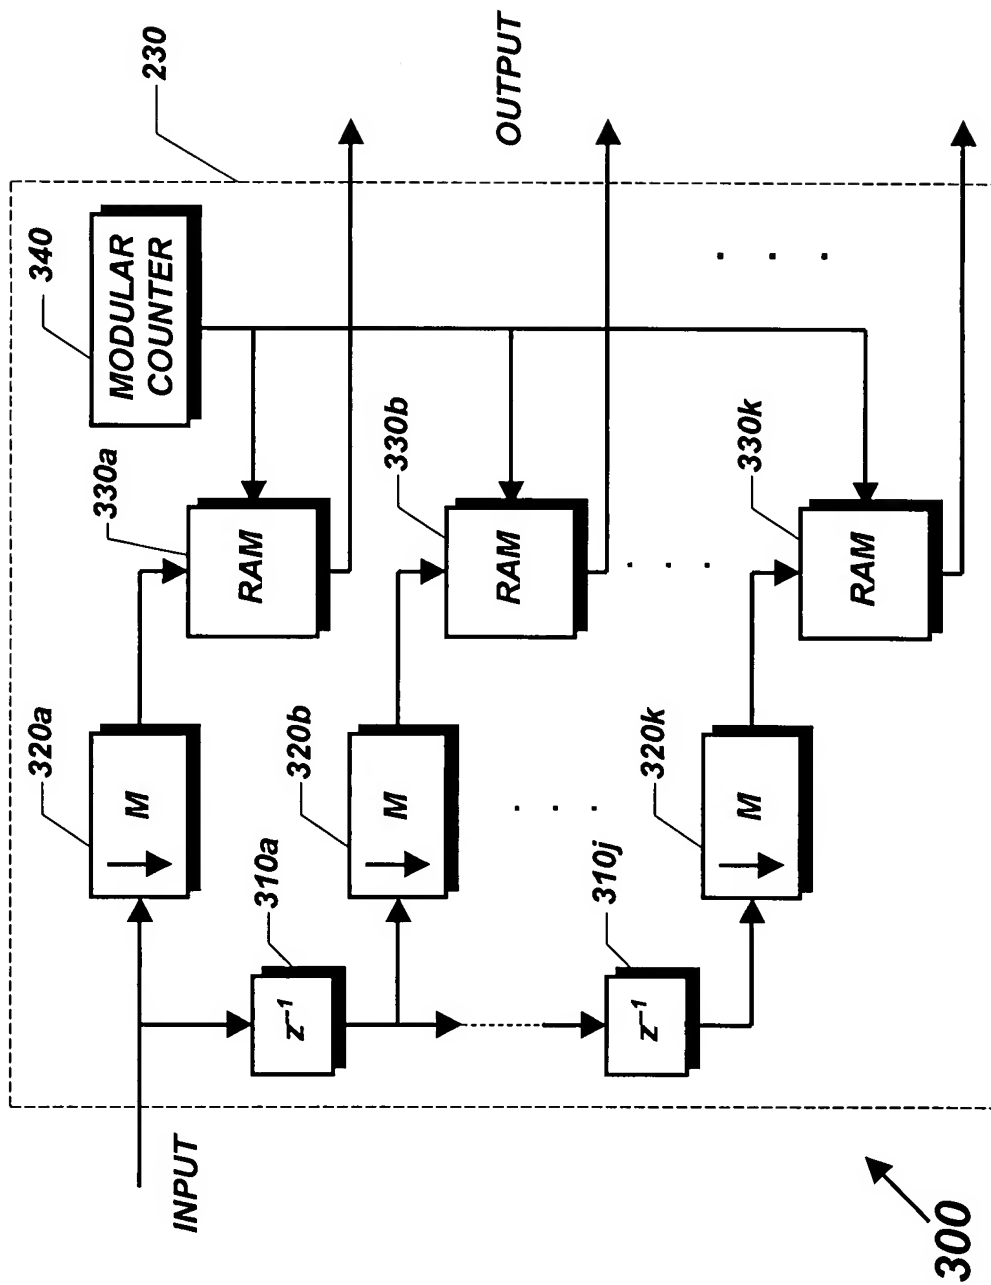 230
340
MODULAR
COUNTER
OUTPUT
330a
RAM
330b
RAM
330k
RAM
320a
M
320b
M
320k
M
310a
z⁻¹
310j
z⁻¹
INPUT
300